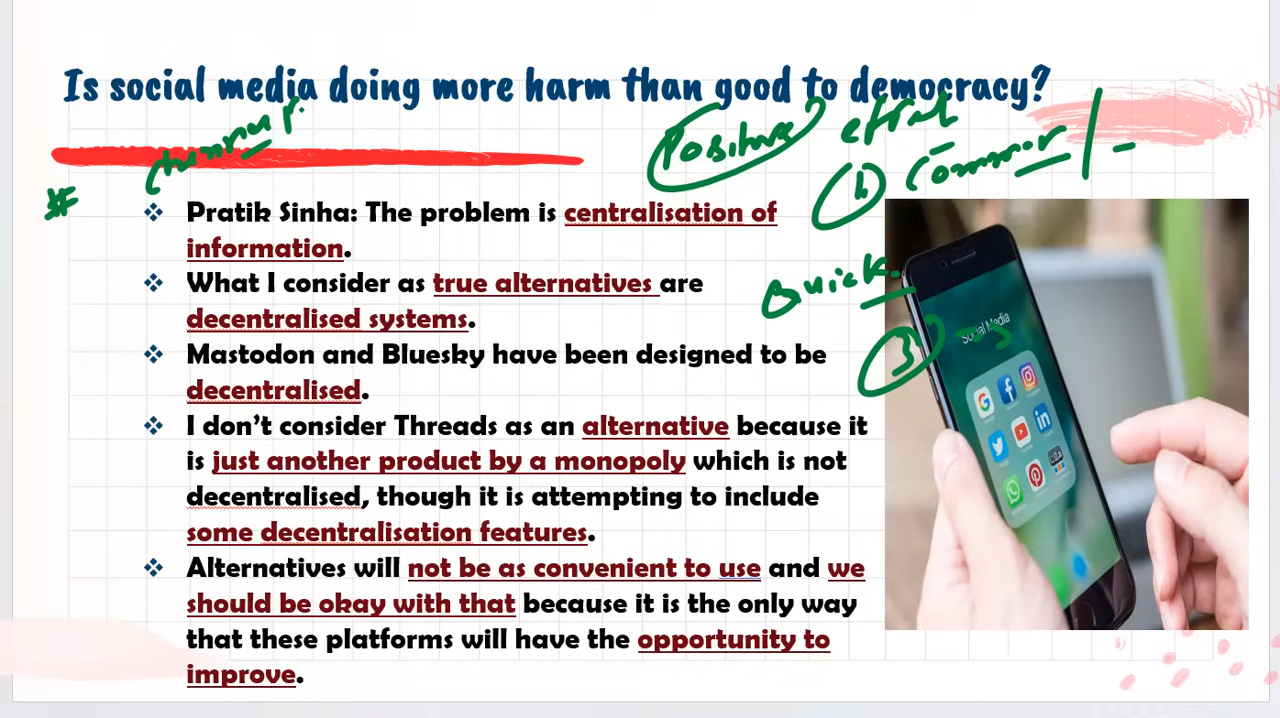 Is social media doing more harm than good to democracy?
Positive effect
Quick
Pratik Sinha: The problem is centralisation of
information.
What I consider as true alternatives are
decentralised systems.
Mastodon and Bluesky have been designed to be
decentralised.
I don’t consider Threads as an alternative because it
is just another product by a monopoly which is not
decentralised, though it is attempting to include
some decentralisation features.
Alternatives will not be as convenient to use and we
should be okay with that because it is the only way
that these platforms will have the opportunity to
improve.
Social Media